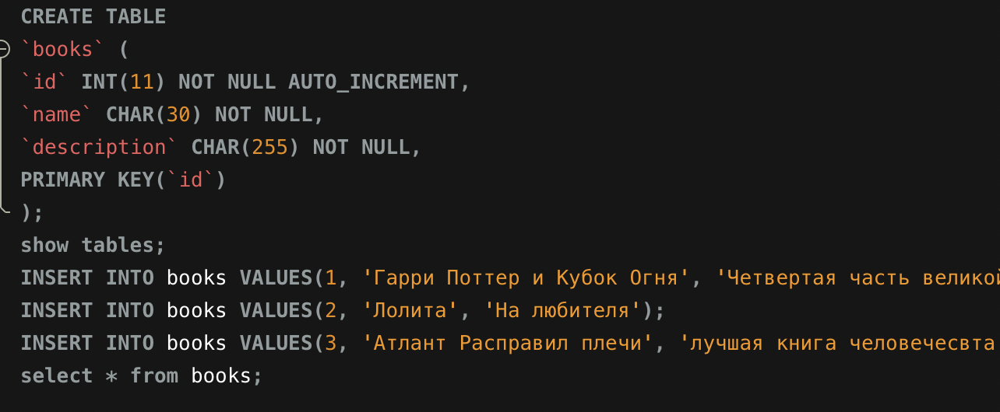 CREATE TABLE
`books` (
`id` INT(11) NOT NULL AUTO_INCREMENT,
`name` CHAR(30) NOT NULL,
`description` CHAR(255) NOT NULL,
PRIMARY KEY(`id`)
);
show tables;
INSERT INTO books VALUES(1, 'Гарри Поттер и Кубок Огня', 'Четвертая часть великой
INSERT INTO books VALUES(2, 'Лолита', 'На любителя');
INSERT INTO books VALUES(3, 'Атлант Расправил плечи', 'лучшая книга человечесвта
select * from books;